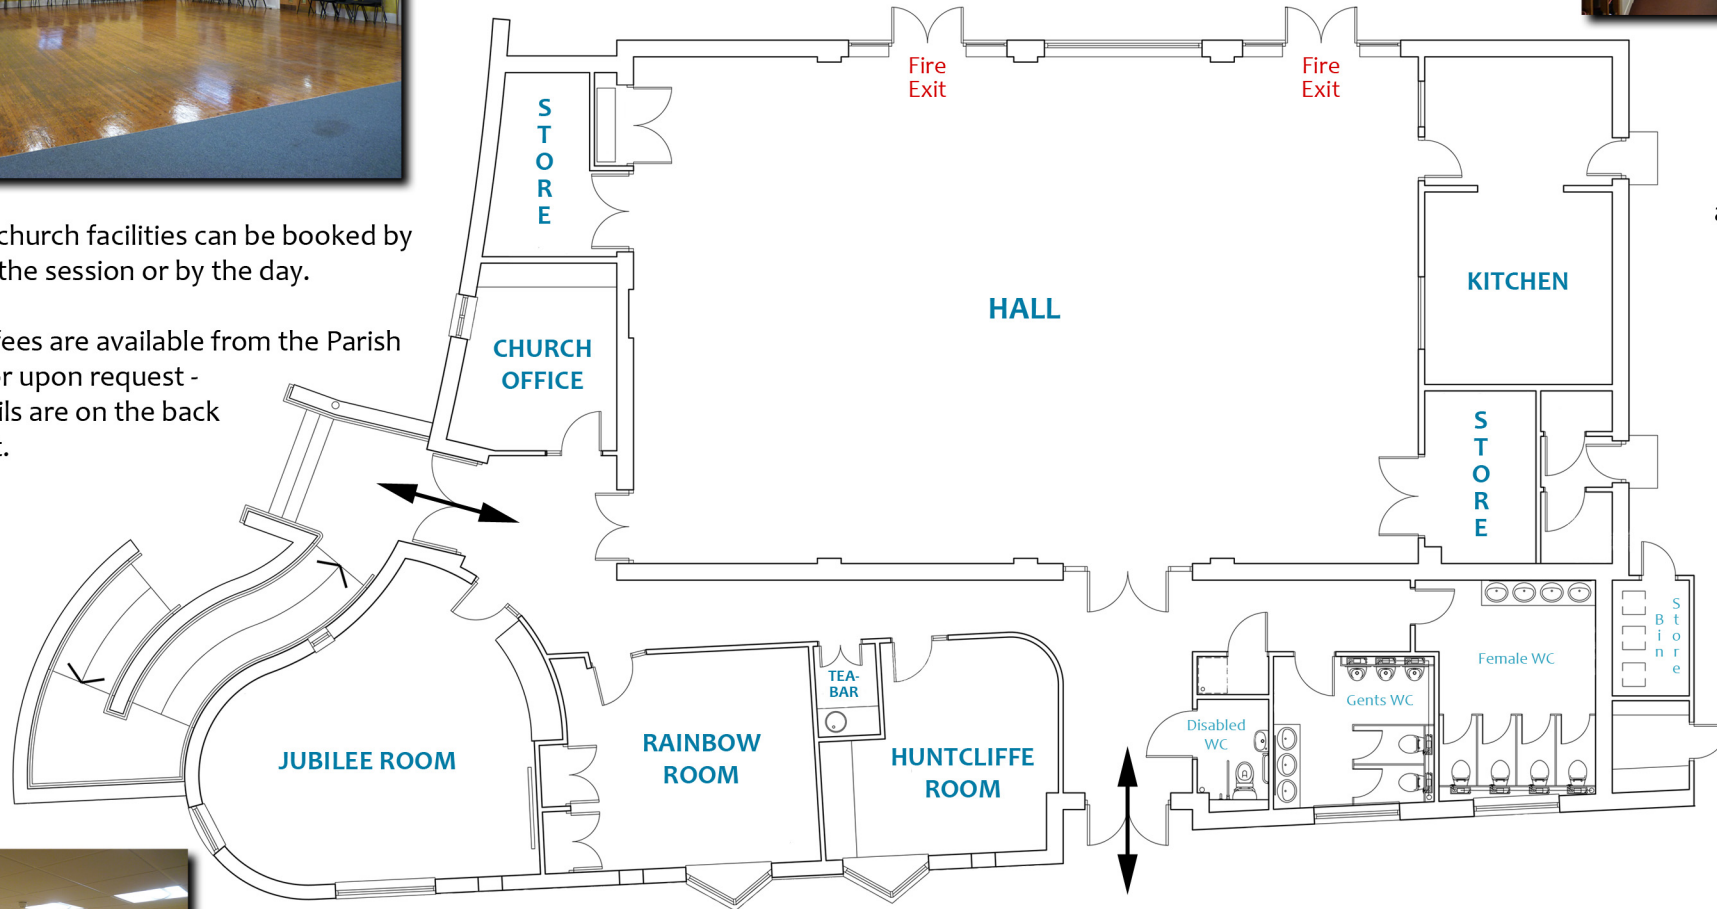 Fire
Exit
Fire
Exit
STORE
church facilities can be booked by
the session or by the day.
HALL
KITCHEN
ees are available from the Parish
r upon request -
ils are on the back
t.
CHURCH
OFFICE
STORE
Bin
Store
Female WC
Gents WC
Disabled
WC
TEA-
BAR
JUBILEE ROOM
RAINBOW
ROOM
HUNTCLIFFE
ROOM